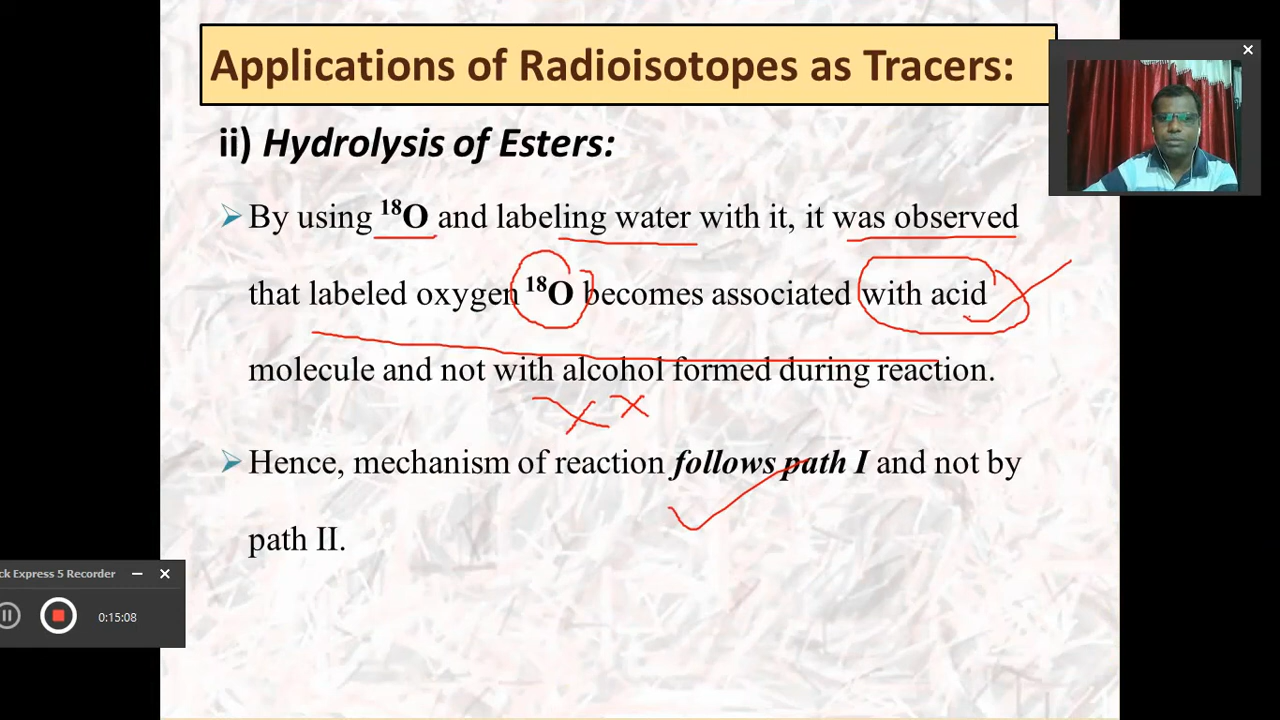 Applications of Radioisotopes as Tracers:
ii) Hydrolysis of Esters:
By using ¹⁸O and labeling water with it, it was observed
that labeled oxygen ¹⁸O becomes associated with acid
molecule and not with alcohol formed during reaction.
Hence, mechanism of reaction follows path I and not by
path II.
ck Express 5 Recorder
0:15:08